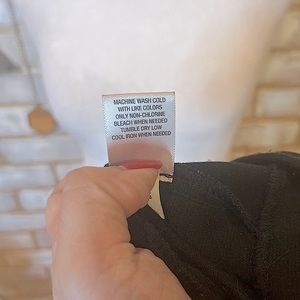 MACHINE WASH COLD
WITH LIKE COLORS
ONLY NON-CHLORINE
BLEACH WHEN NEEDED
TUMBLE DRY LOW
COOL IRON WHEN NEEDED